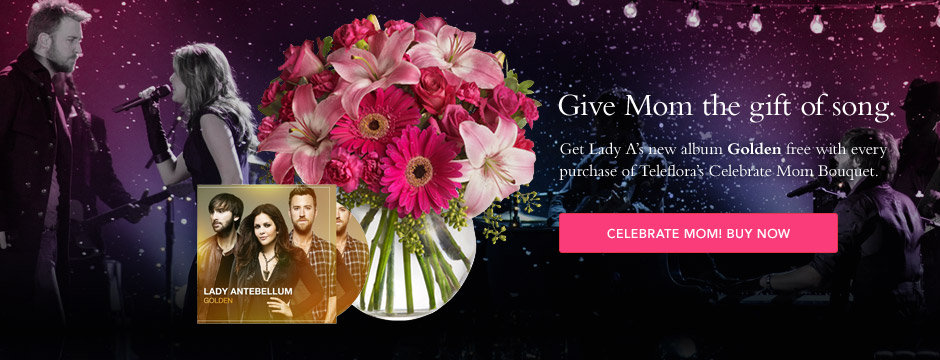 Give Mom the gift of song.
Get Lady A's new album Golden free with every
purchase of Teleflora's Celebrate Mom Bouquet.
CELEBRATE MOM! BUY NOW
LADY ANTEBELLUM
GOLDEN